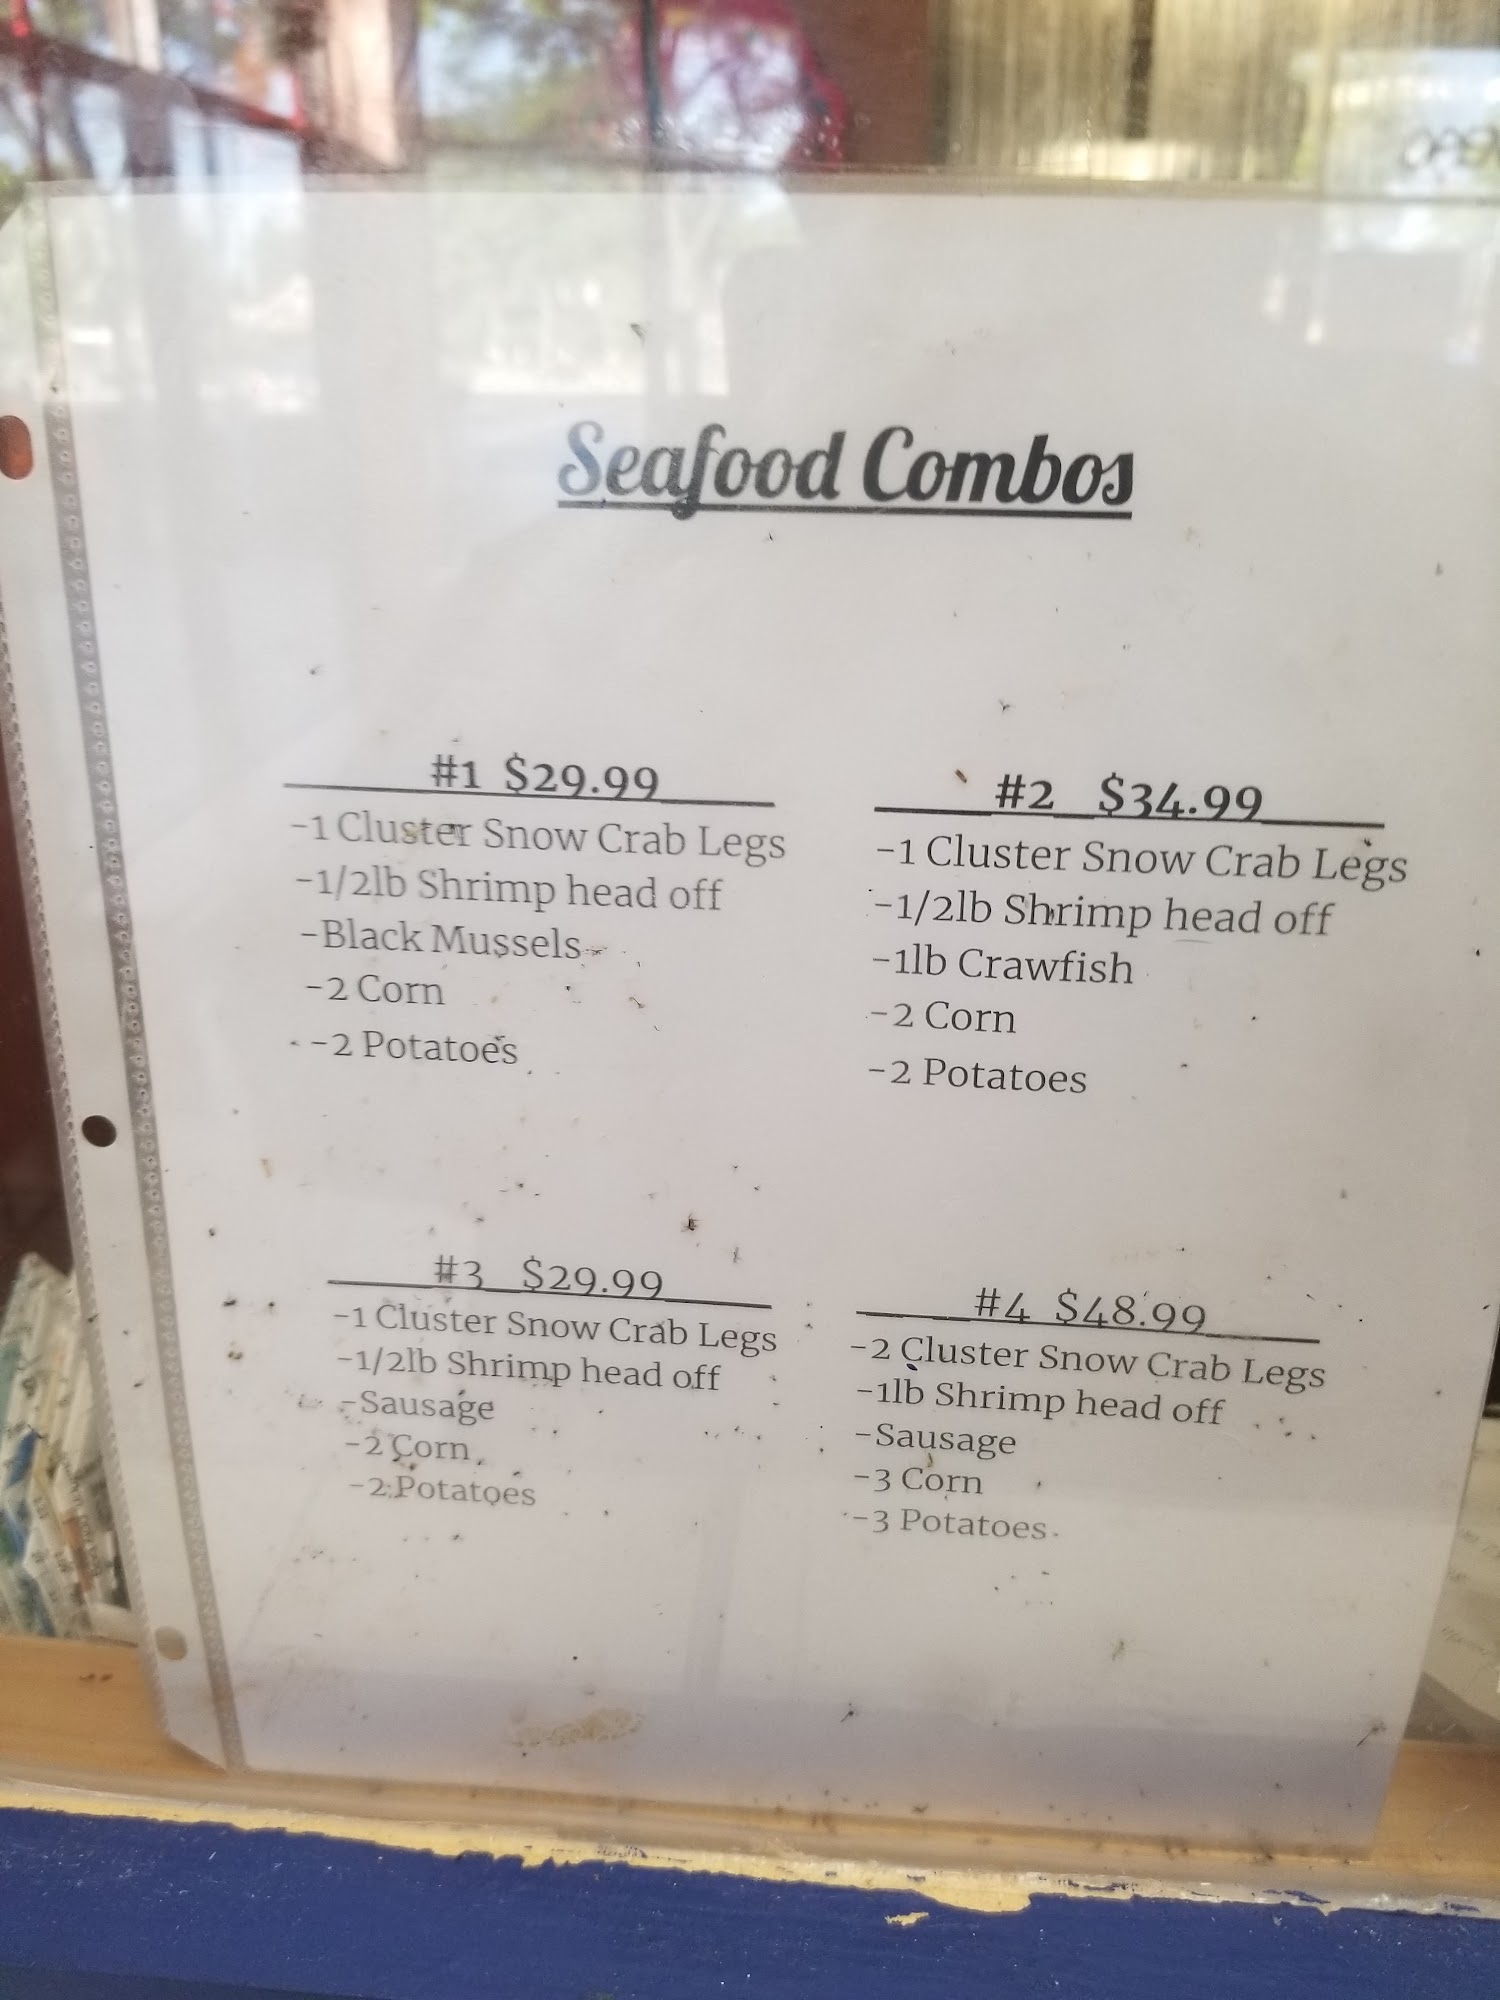 Seafood Combos
#1 $29.99
-1 Cluster Snow Crab Legs
-1/2lb Shrimp head off
-Black Mussels
-2 Corn
-2 Potatoes
#2 $34.99
-1 Cluster Snow Crab Legs
-1/2lb Shrimp head off
-1lb Crawfish
-2 Corn
-2 Potatoes
#3 $29.99
-1 Cluster Snow Crab Legs
-1/2lb Shrimp head off
-Sausage
-2 Corn
-2 Potatoes
#4 $48.99
-2 Cluster Snow Crab Legs
-1lb Shrimp head off
-Sausage
-3 Corn
-3 Potatoes